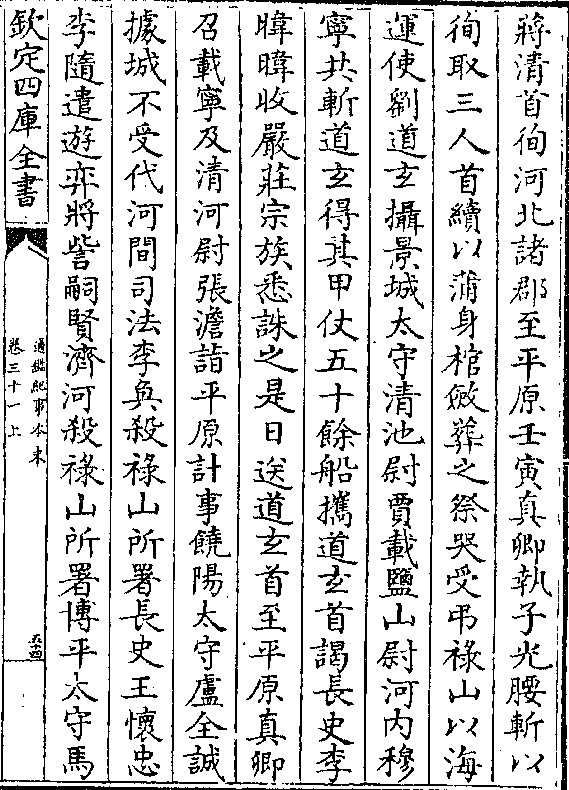 蔣清首徇河北諸郡至平原壬寅真卿執子光腰斬以
徇取三人首續以蒲身棺斂葬之祭哭受弔祿山以海
運使劉道𤣥攝景城太守清池尉賈載鹽山尉河内穆
寧共斬道𤣥得其甲仗五十餘船攜道𤣥首謁長史李
暐暐收嚴莊宗族悉誅之是日送道𤣥首至平原真卿
召載寧及清河尉張澹詣平原計事饒陽太守盧全誠
據城不受代河間司法李奐殺祿山所署長史王懷忠
李隨遣遊弈將訾嗣賢濟河殺祿山所署博平太守馬
欽定四庫全書
通鑑紀事本末
卷三十一上
五十四